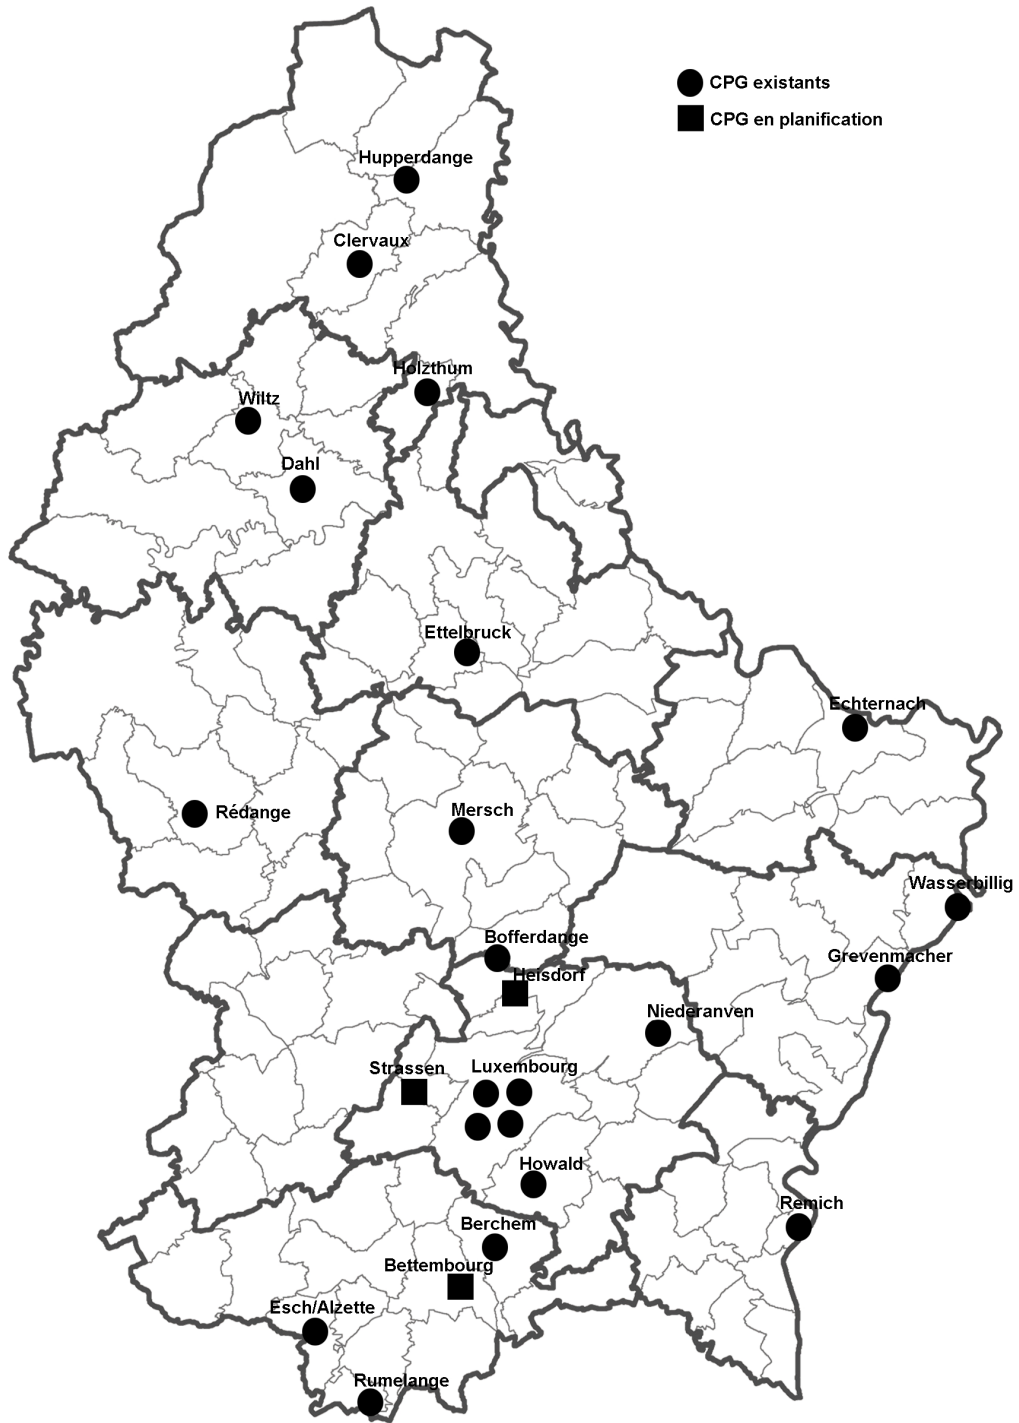 CPG existants
CPG en planification
Hupperdange
Clervaux
Holzthum
Wiltz
Dahl
Ettelbruck
Echternach
Rédange
Mersch
Wasserbillig
Bofferdange
Grevenmacher
Heisdorf
Niederanven
Strassen
Luxembourg
Howald
Remich
Berchem
Bettembourg
Esch/Alzette
Rumelange